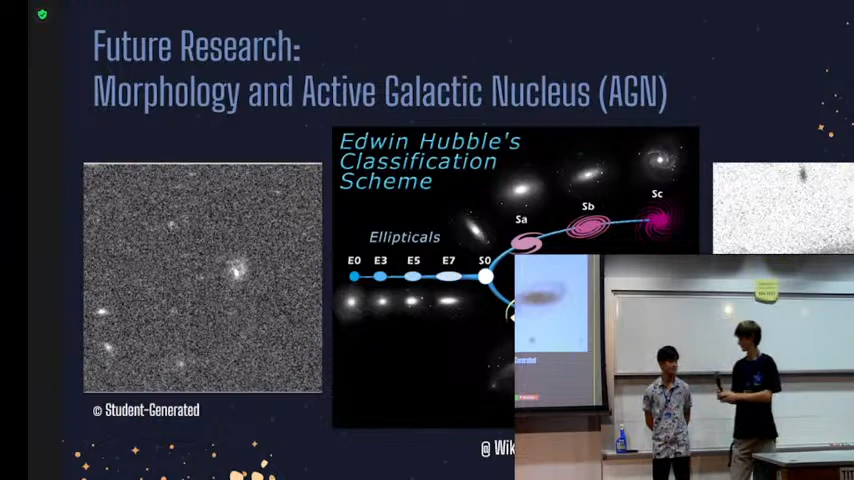 Future Research:
Morphology and Active Galactic Nucleus (AGN)
Edwin Hubble's
Classification
Scheme
Sc
Sb
Sa
Ellipticals
E0 E3 E5 E7 S0
© Student-Generated
@ Wik